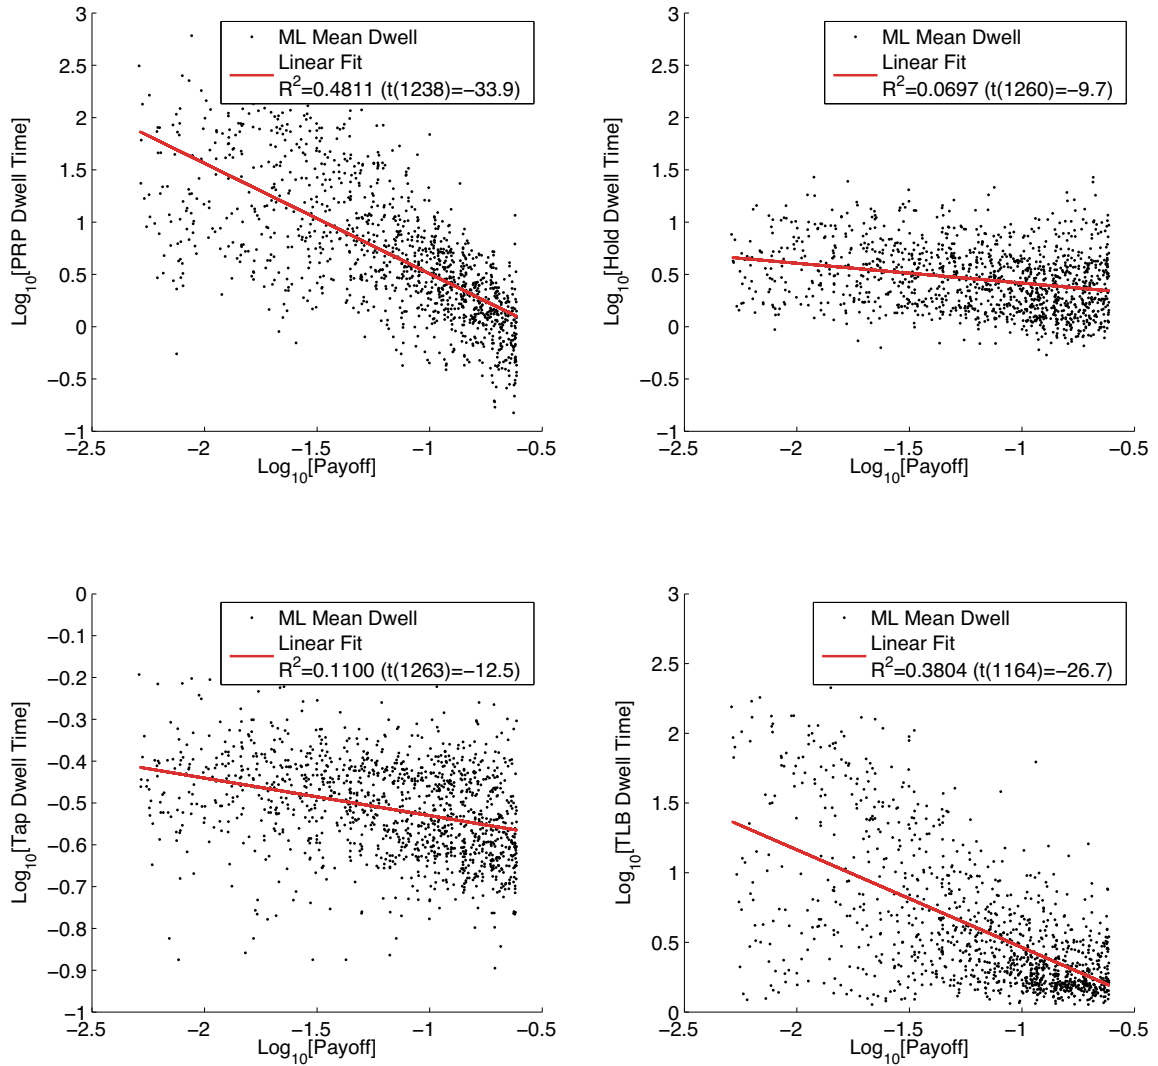 3
2.5
2
1.5
1
0.5
0
−0.5
−1
Log10[PRP Dwell Time]
ML Mean Dwell
Linear Fit
R2=0.4811 (t(1238)=−33.9)
−2.5 −2 −1.5 −1 −0.5
Log10[Payoff]
3
2.5
2
1.5
1
0.5
0
−0.5
−1
Log10[Hold Dwell Time]
ML Mean Dwell
Linear Fit
R2=0.0697 (t(1260)=−9.7)
−2.5 −2 −1.5 −1 −0.5
Log10[Payoff]
0
−0.1
−0.2
−0.3
−0.4
−0.5
−0.6
−0.7
−0.8
−0.9
−1
Log10[Tap Dwell Time]
ML Mean Dwell
Linear Fit
R2=0.1100 (t(1263)=−12.5)
−2.5 −2 −1.5 −1 −0.5
Log10[Payoff]
3
2.5
2
1.5
1
0.5
0
Log10[TLB Dwell Time]
ML Mean Dwell
Linear Fit
R2=0.3804 (t(1164)=−26.7)
−2.5 −2 −1.5 −1 −0.5
Log10[Payoff]